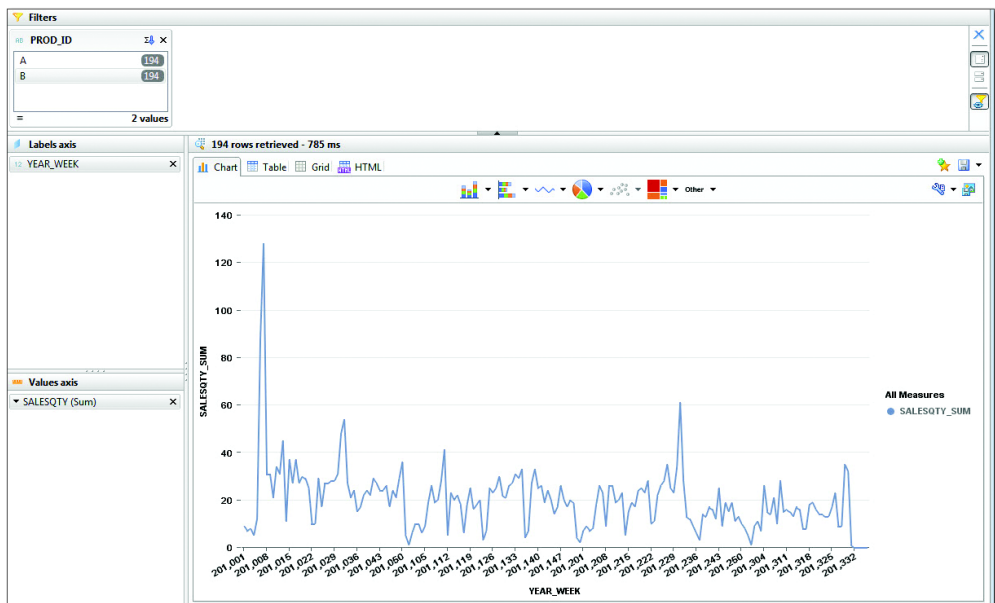 Filters
PROD_ID
A 194
B 194
= 2 values
Labels axis
12 YEAR_WEEK
Values axis
SALESQTY (Sum)
194 rows retrieved - 785 ms
Chart Table Grid HTML
Other
140
120
100
80
60
40
20
0
SALESQTY_SUM
201,001 201,008 201,015 201,022 201,029 201,036 201,043 201,050 201,105 201,112 201,119 201,126 201,133 201,140 201,147 201,201 201,208 201,215 201,222 201,229 201,236 201,243 201,250 201,304 201,311 201,318 201,325 201,332
YEAR_WEEK
All Measures
SALESQTY_SUM